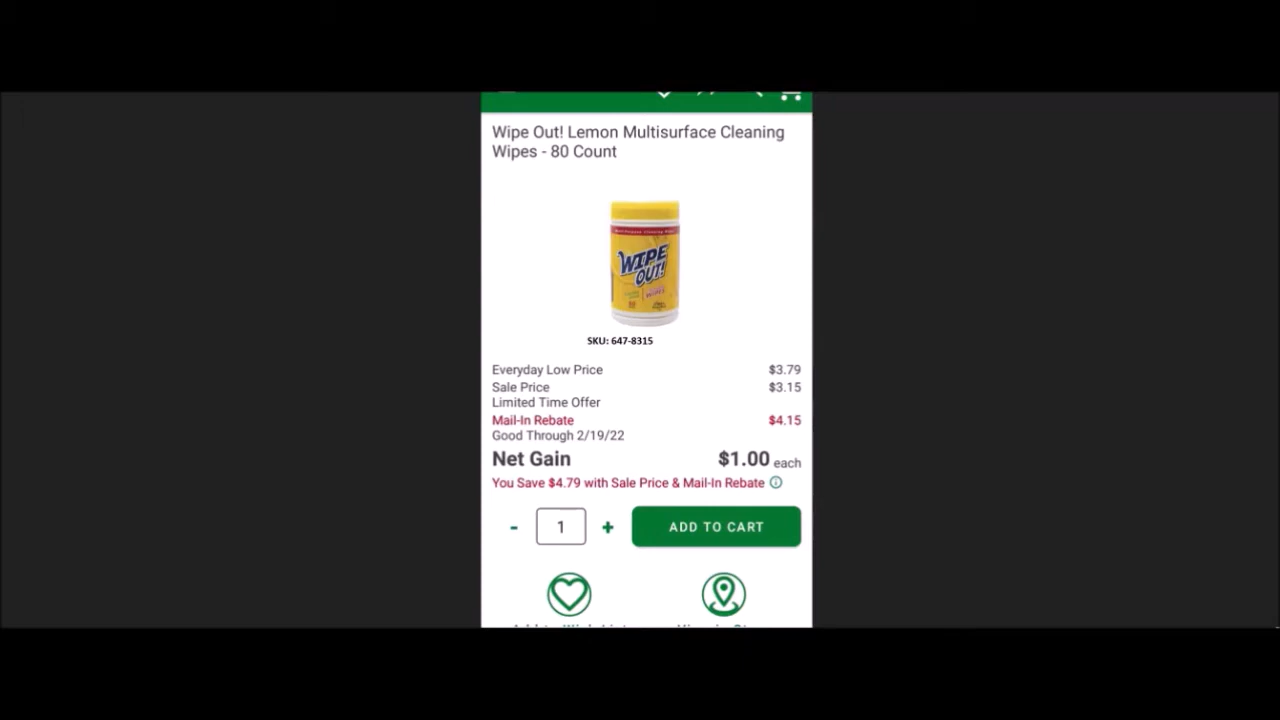 Wipe Out! Lemon Multisurface Cleaning
Wipes - 80 Count
WIPE
OUT!
SKU: 647-8315
Everyday Low Price $3.79
Sale Price $3.15
Limited Time Offer
Mail-In Rebate $4.15
Good Through 2/19/22
Net Gain $1.00 each
You Save $4.79 with Sale Price & Mail-In Rebate
- 1 + ADD TO CART